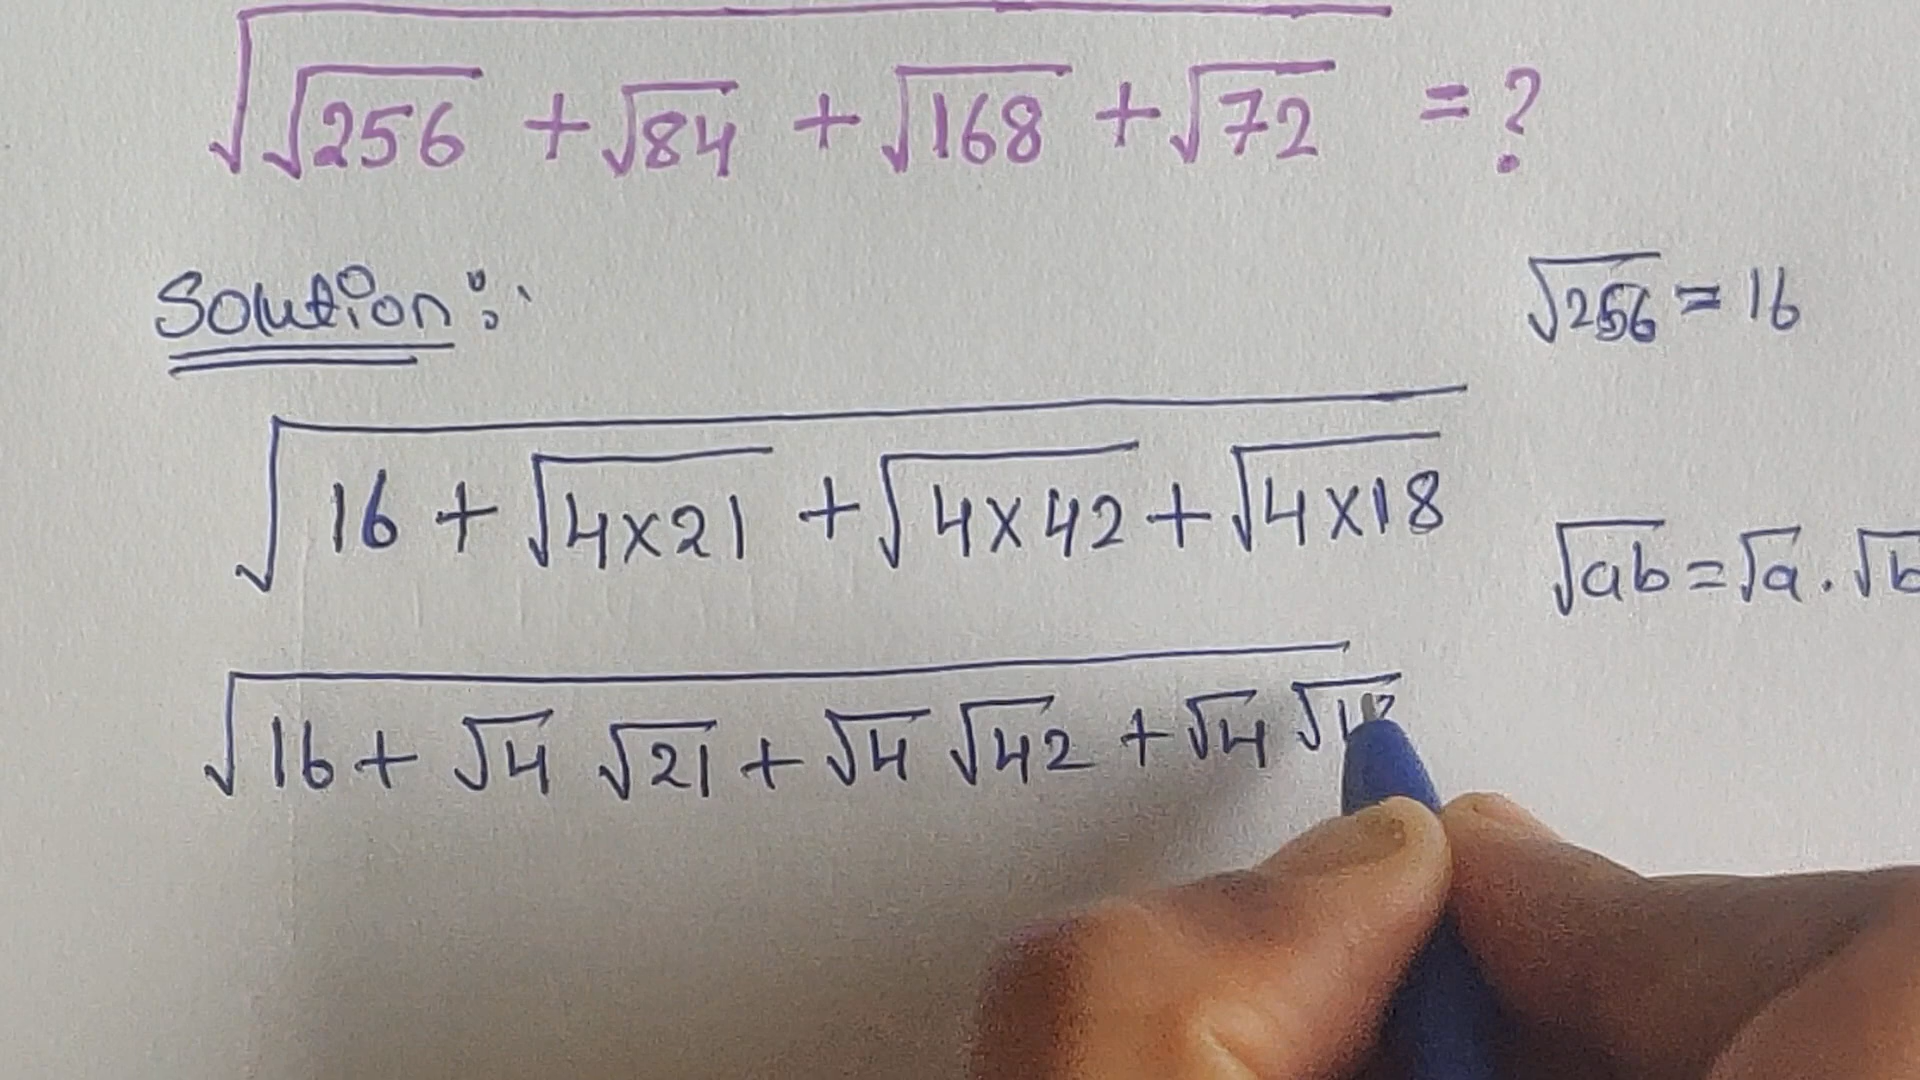 √(√256 + √84 + √168 + √72) = ?
Solution :
√256 = 16
√(16 + √(4×21) + √(4×42) + √(4×18))
√ab = √a . √b
√(16 + √4 √21 + √4 √42 + √4 √18